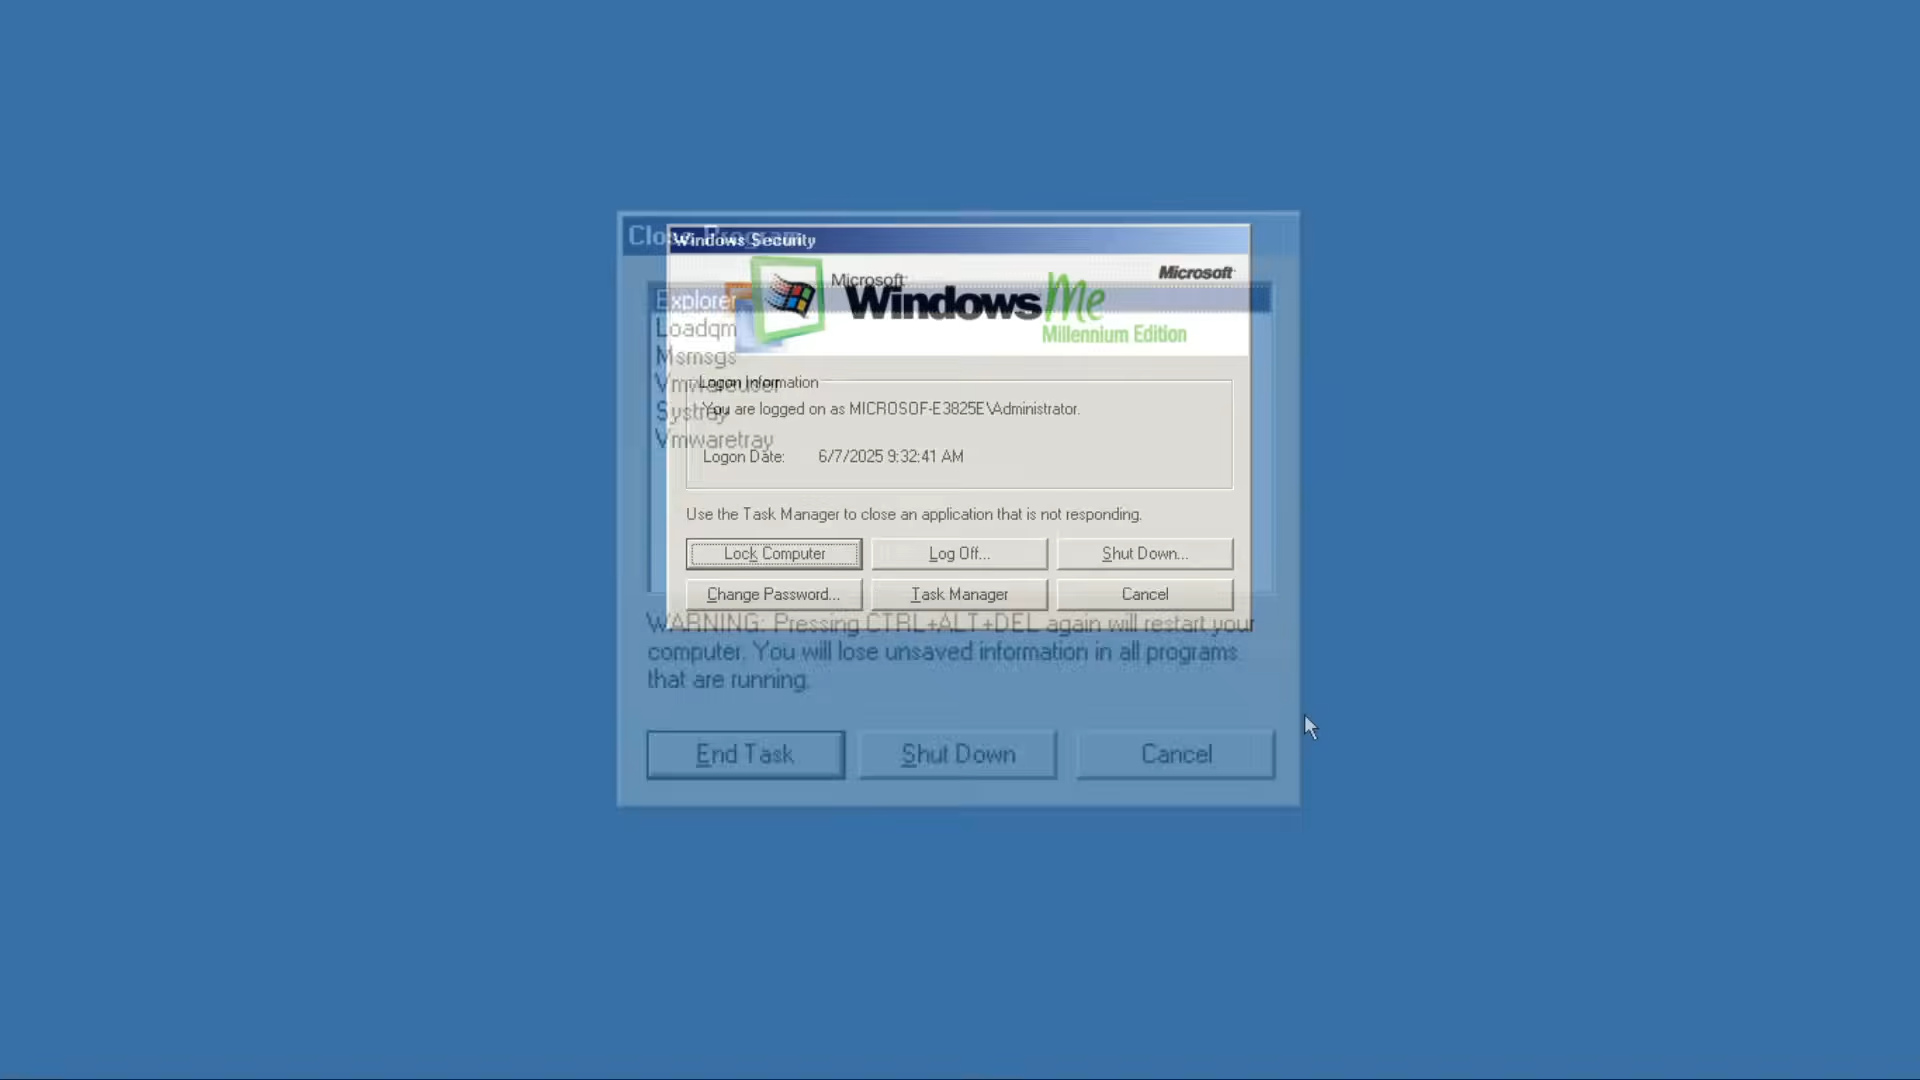 Close Program
Windows Security
Microsoft
Microsoft
Windows Me
Millennium Edition
Explorer
Loadqm
Msmsgs
Vmwareuser
Systray
Vmwaretray
Logon Information
You are logged on as MICROSOF-E3825E\Administrator.
Logon Date: 6/7/2025 9:32:41 AM
Use the Task Manager to close an application that is not responding.
Lock Computer Log Off... Shut Down...
Change Password... Task Manager Cancel
WARNING: Pressing CTRL+ALT+DEL again will restart your
computer. You will lose unsaved information in all programs
that are running.
End Task Shut Down Cancel